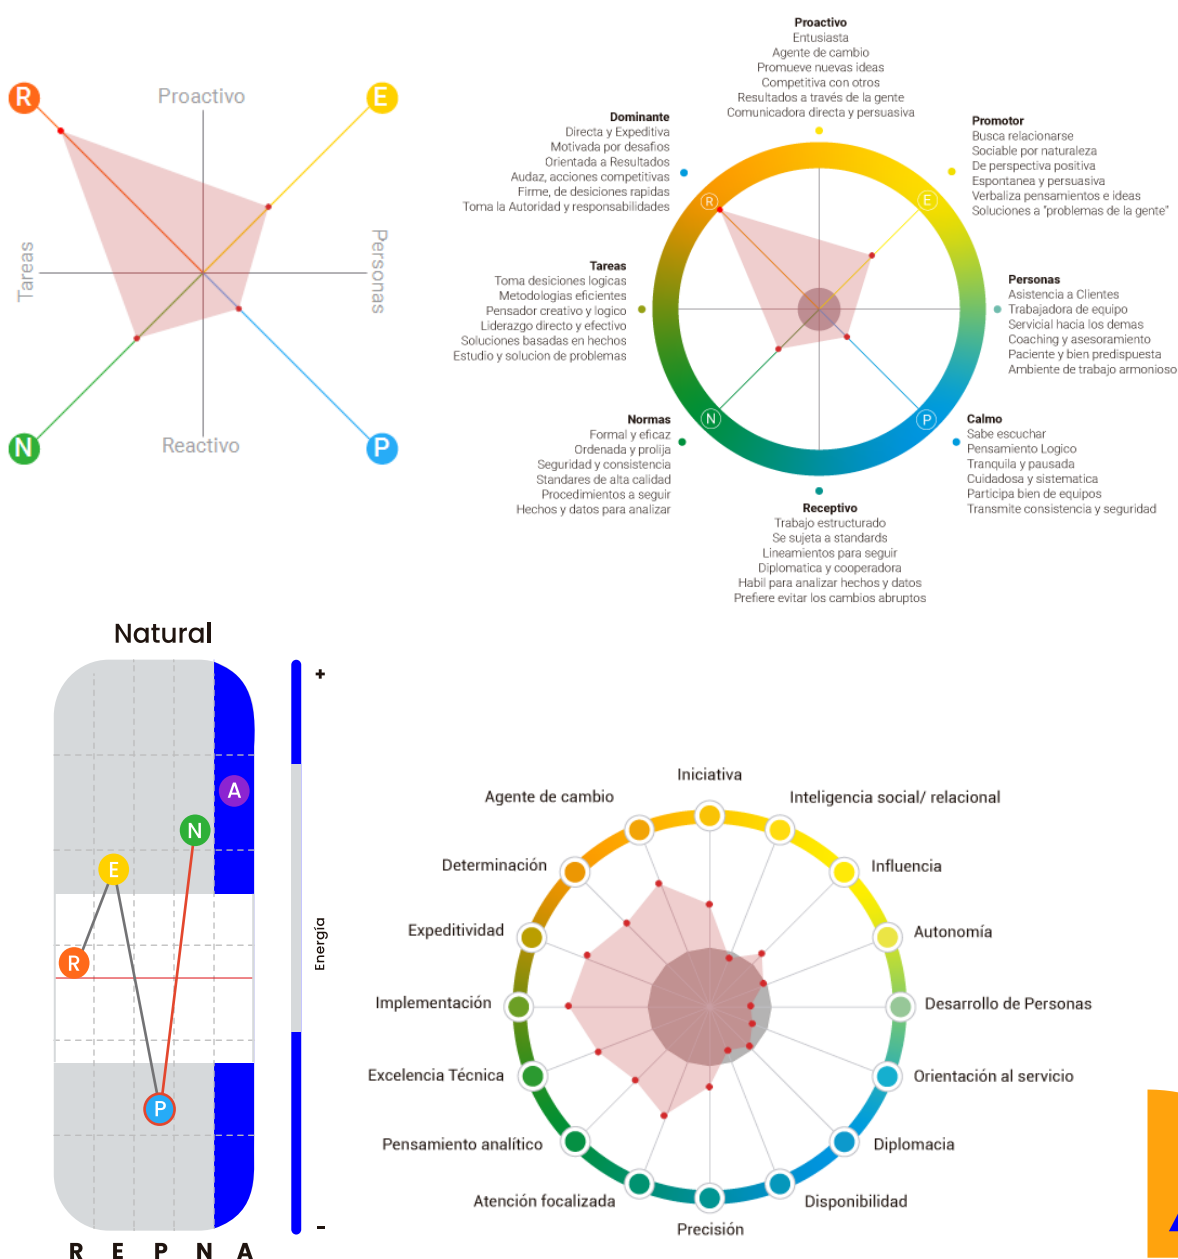 R
Proactivo
E
Tareas
Personas
N
Reactivo
P
Proactivo
Entusiasta
Agente de cambio
Promueve nuevas ideas
Competitiva con otros
Resultados a través de la gente
Comunicadora directa y persuasiva
Dominante
Directa y Expeditiva
Motivada por desafios
Orientada a Resultados
Audaz, acciones competitivas
Firme, de desiciones rapidas
Toma la Autoridad y responsabilidades
Promotor
Busca relacionarse
Sociable por naturaleza
De perspectiva positiva
Espontanea y persuasiva
Verbaliza pensamientos e ideas
Soluciones a "problemas de la gente"
R
E
Tareas
Toma desiciones logicas
Metodologias eficientes
Pensador creativo y logico
Liderazgo directo y efectivo
Soluciones basadas en hechos
Estudio y solucion de problemas
Personas
Asistencia a Clientes
Trabajadora de equipo
Servicial hacia los demas
Coaching y asesoramiento
Paciente y bien predispuesta
Ambiente de trabajo armonioso
N
P
Normas
Formal y eficaz
Ordenada y prolija
Seguridad y consistencia
Standares de alta calidad
Procedimientos a seguir
Hechos y datos para analizar
Calmo
Sabe escuchar
Pensamiento Logico
Tranquila y pausada
Cuidadosa y sistematica
Participa bien de equipos
Transmite consistencia y seguridad
Receptivo
Trabajo estructurado
Se sujeta a standards
Lineamientos para seguir
Diplomatica y cooperadora
Habil para analizar hechos y datos
Prefiere evitar los cambios abruptos
Natural
+
A
N
E
R
P
Energía
-
R E P N A
Iniciativa
Inteligencia social/ relacional
Influencia
Autonomía
Desarrollo de Personas
Orientación al servicio
Diplomacia
Disponibilidad
Precisión
Atención focalizada
Pensamiento analítico
Excelencia Técnica
Implementación
Expeditividad
Determinación
Agente de cambio